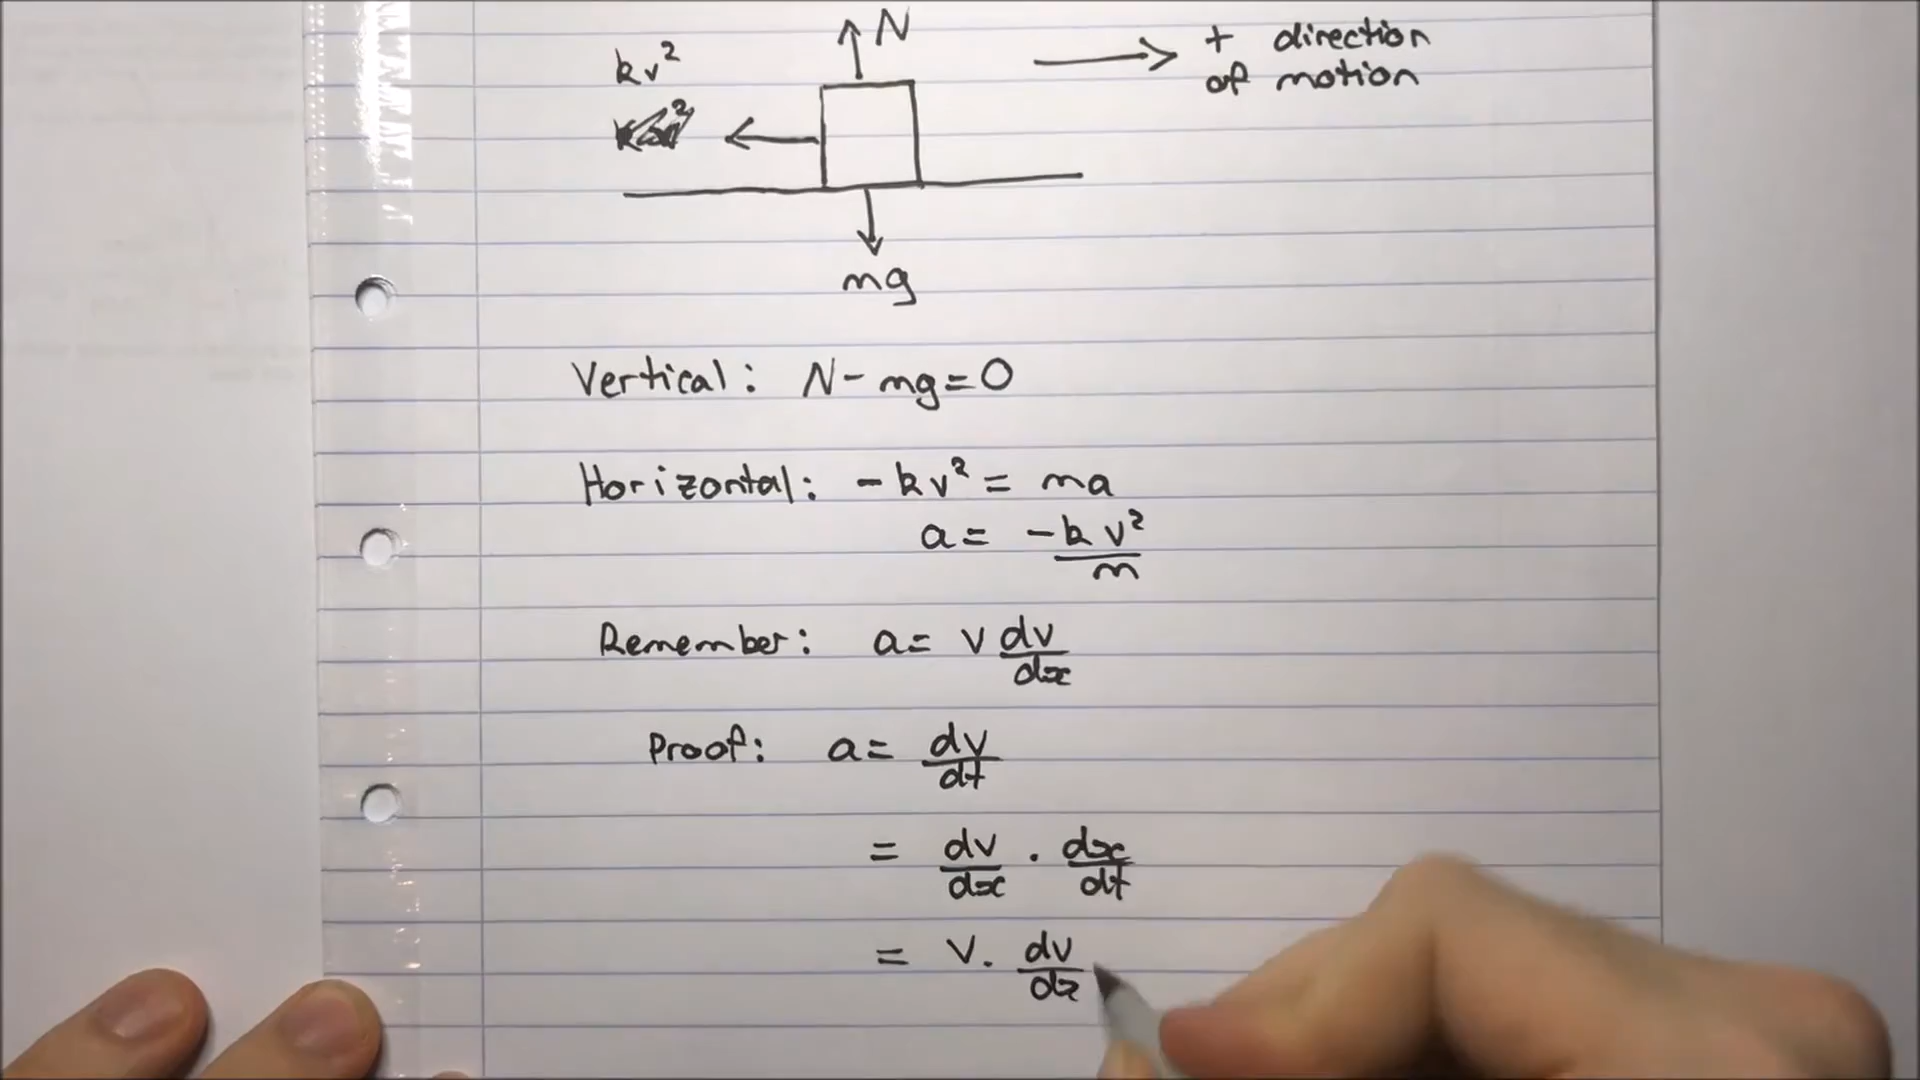 N
+ direction
of motion
kv²
mg
Vertical: N - mg = 0
Horizontal: -kv² = ma
a = -kv²/m
Remember: a = v dv/dx
Proof: a = dv/dt
= dv/dx . dx/dt
= v. dv/dx